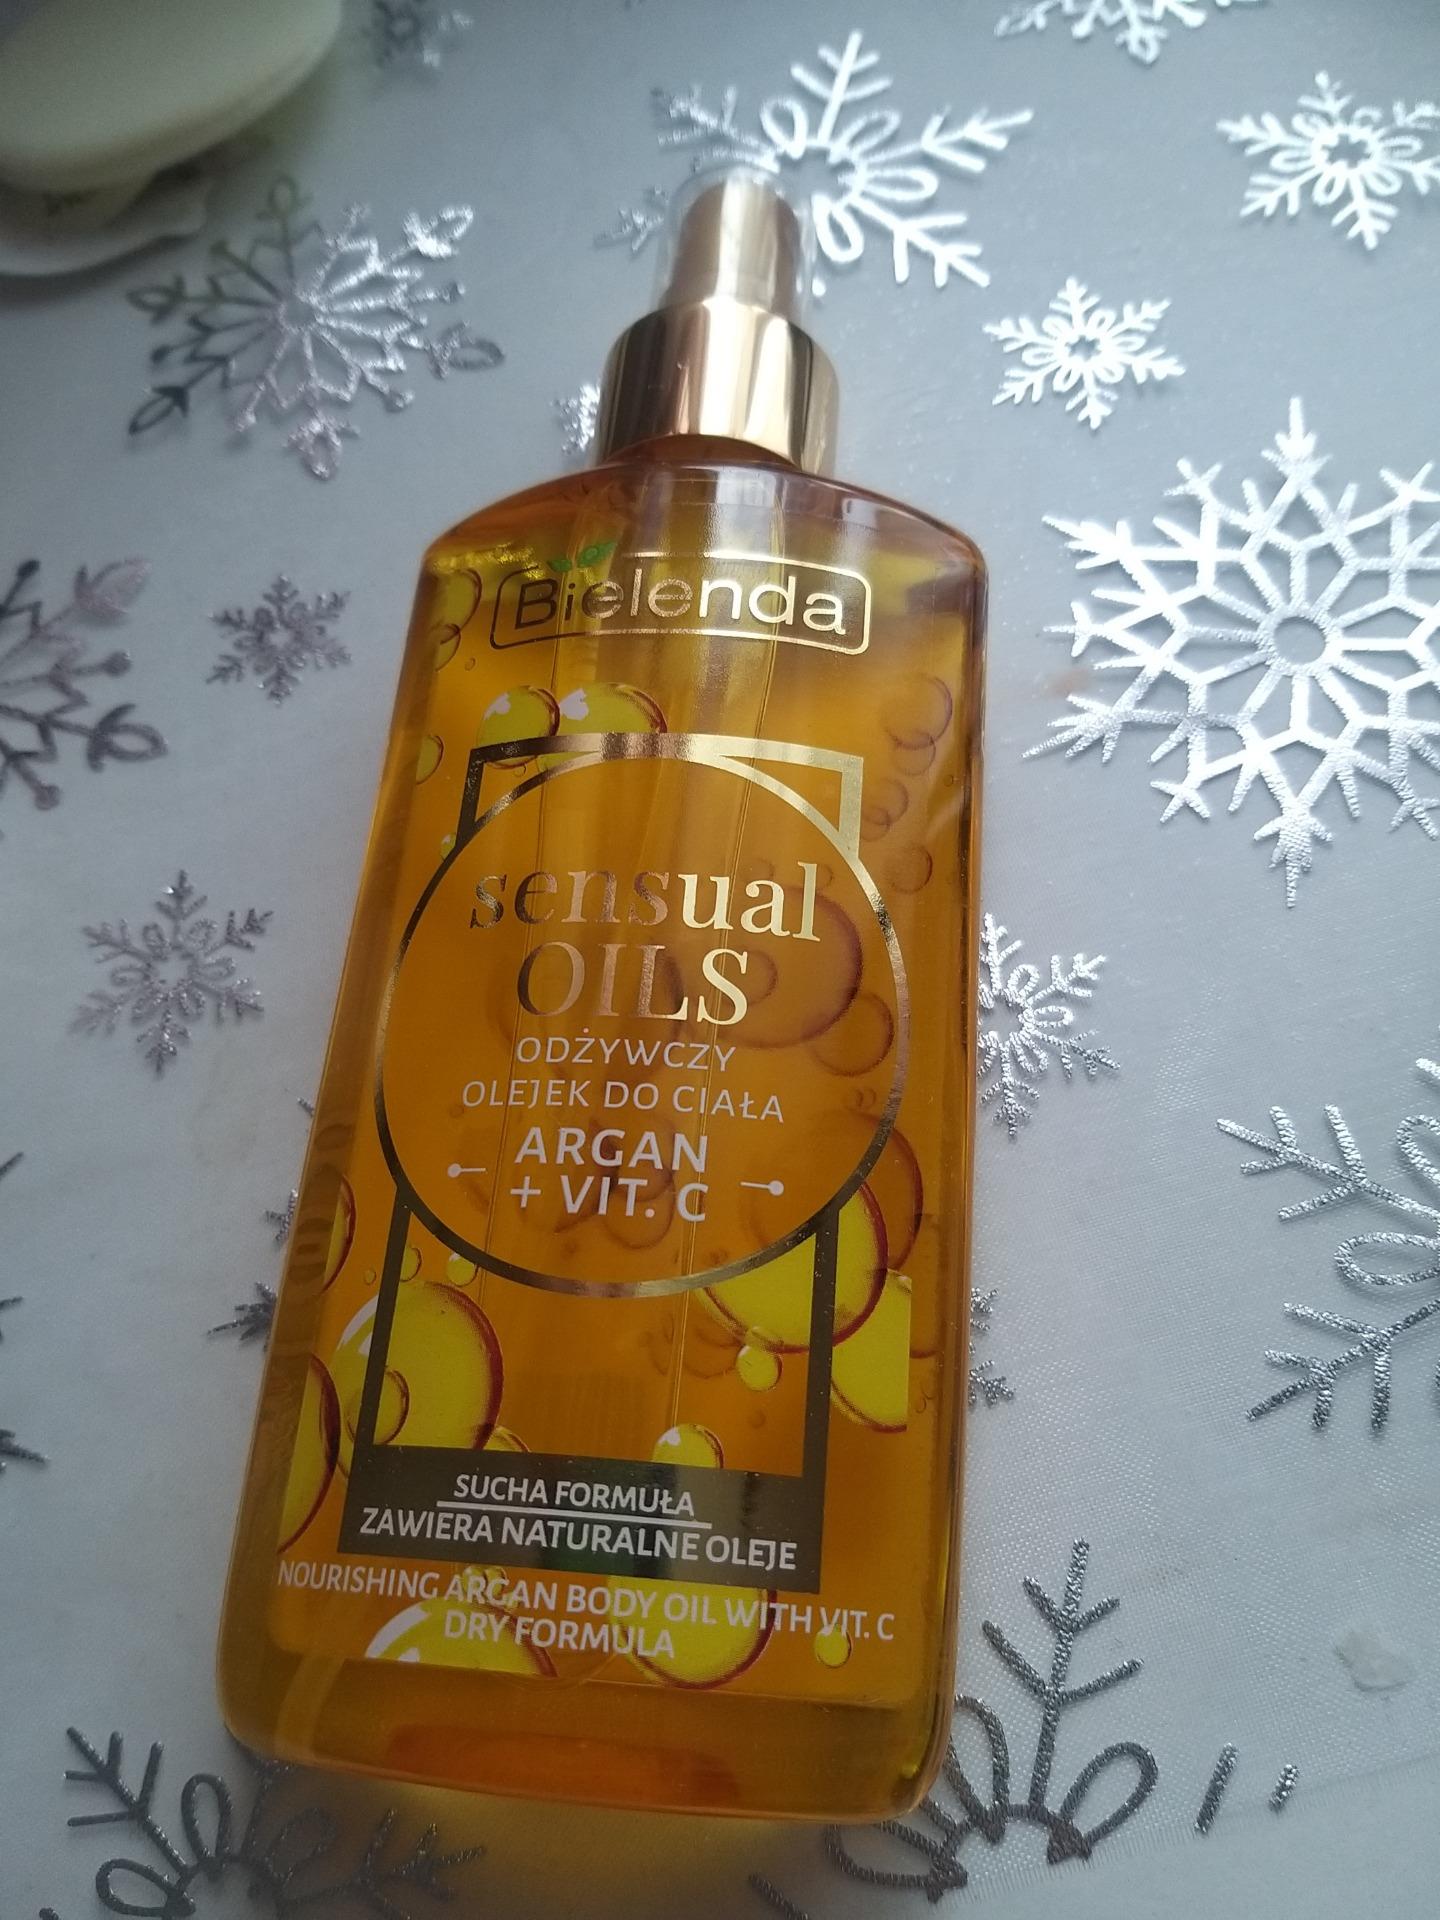 Bielenda
sensual
OILS
ODŻYWCZY
OLEJEK DO CIAŁA
ARGAN
+ VIT. C
SUCHA FORMUŁA
ZAWIERA NATURALNE OLEJE
NOURISHING ARGAN BODY OIL WITH VIT. C
DRY FORMULA